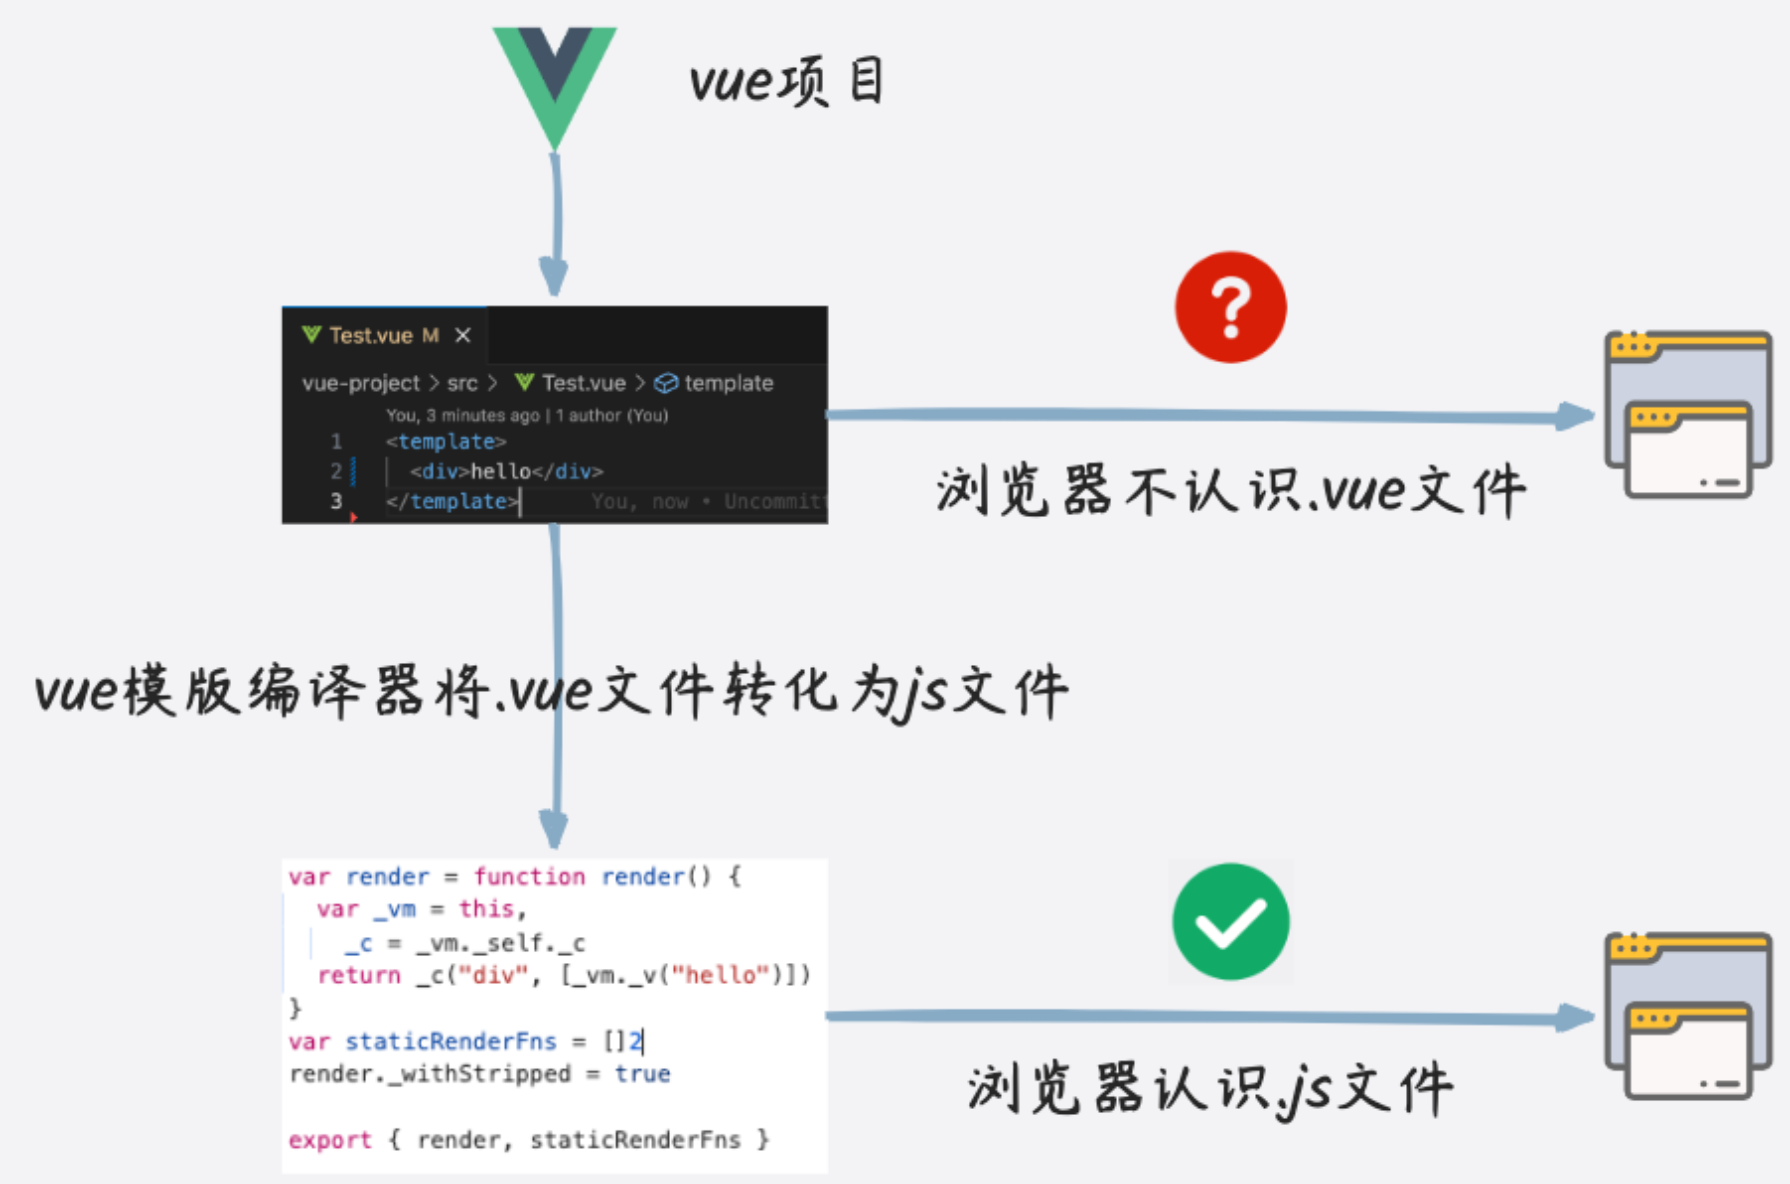 vue项目
Test.vue M ×
vue-project > src > Test.vue > template
You, 3 minutes ago | 1 author (You)
1 <template>
2 <div>hello</div>
3 </template> You, now • Uncommitt
?
浏览器不认识.vue文件
vue模版编译器将.vue文件转化为js文件
var render = function render() {
var _vm = this,
_c = _vm._self._c
return _c("div", [_vm._v("hello")])
}
var staticRenderFns = []2
render._withStripped = true
export { render, staticRenderFns }
浏览器认识.js文件